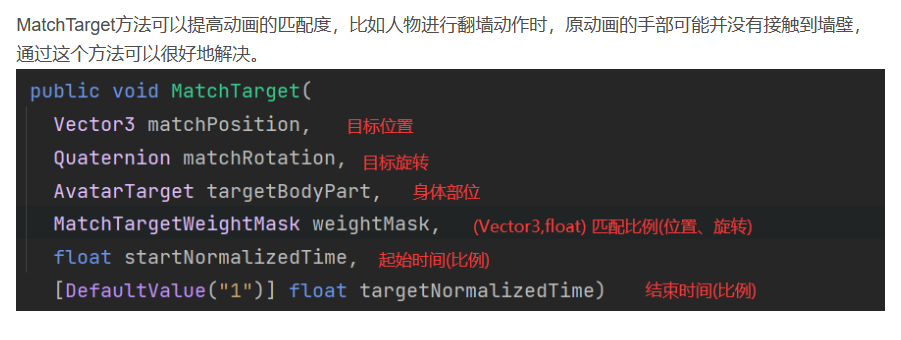 MatchTarget方法可以提高动画的匹配度，比如人物进行翻墙动作时，原动画的手部可能并没有接触到墙壁，
通过这个方法可以很好地解决。
public void MatchTarget(
Vector3 matchPosition, 目标位置
Quaternion matchRotation, 目标旋转
AvatarTarget targetBodyPart, 身体部位
MatchTargetWeightMask weightMask, (Vector3,float) 匹配比例(位置、旋转)
float startNormalizedTime, 起始时间(比例)
[DefaultValue("1")] float targetNormalizedTime) 结束时间(比例)